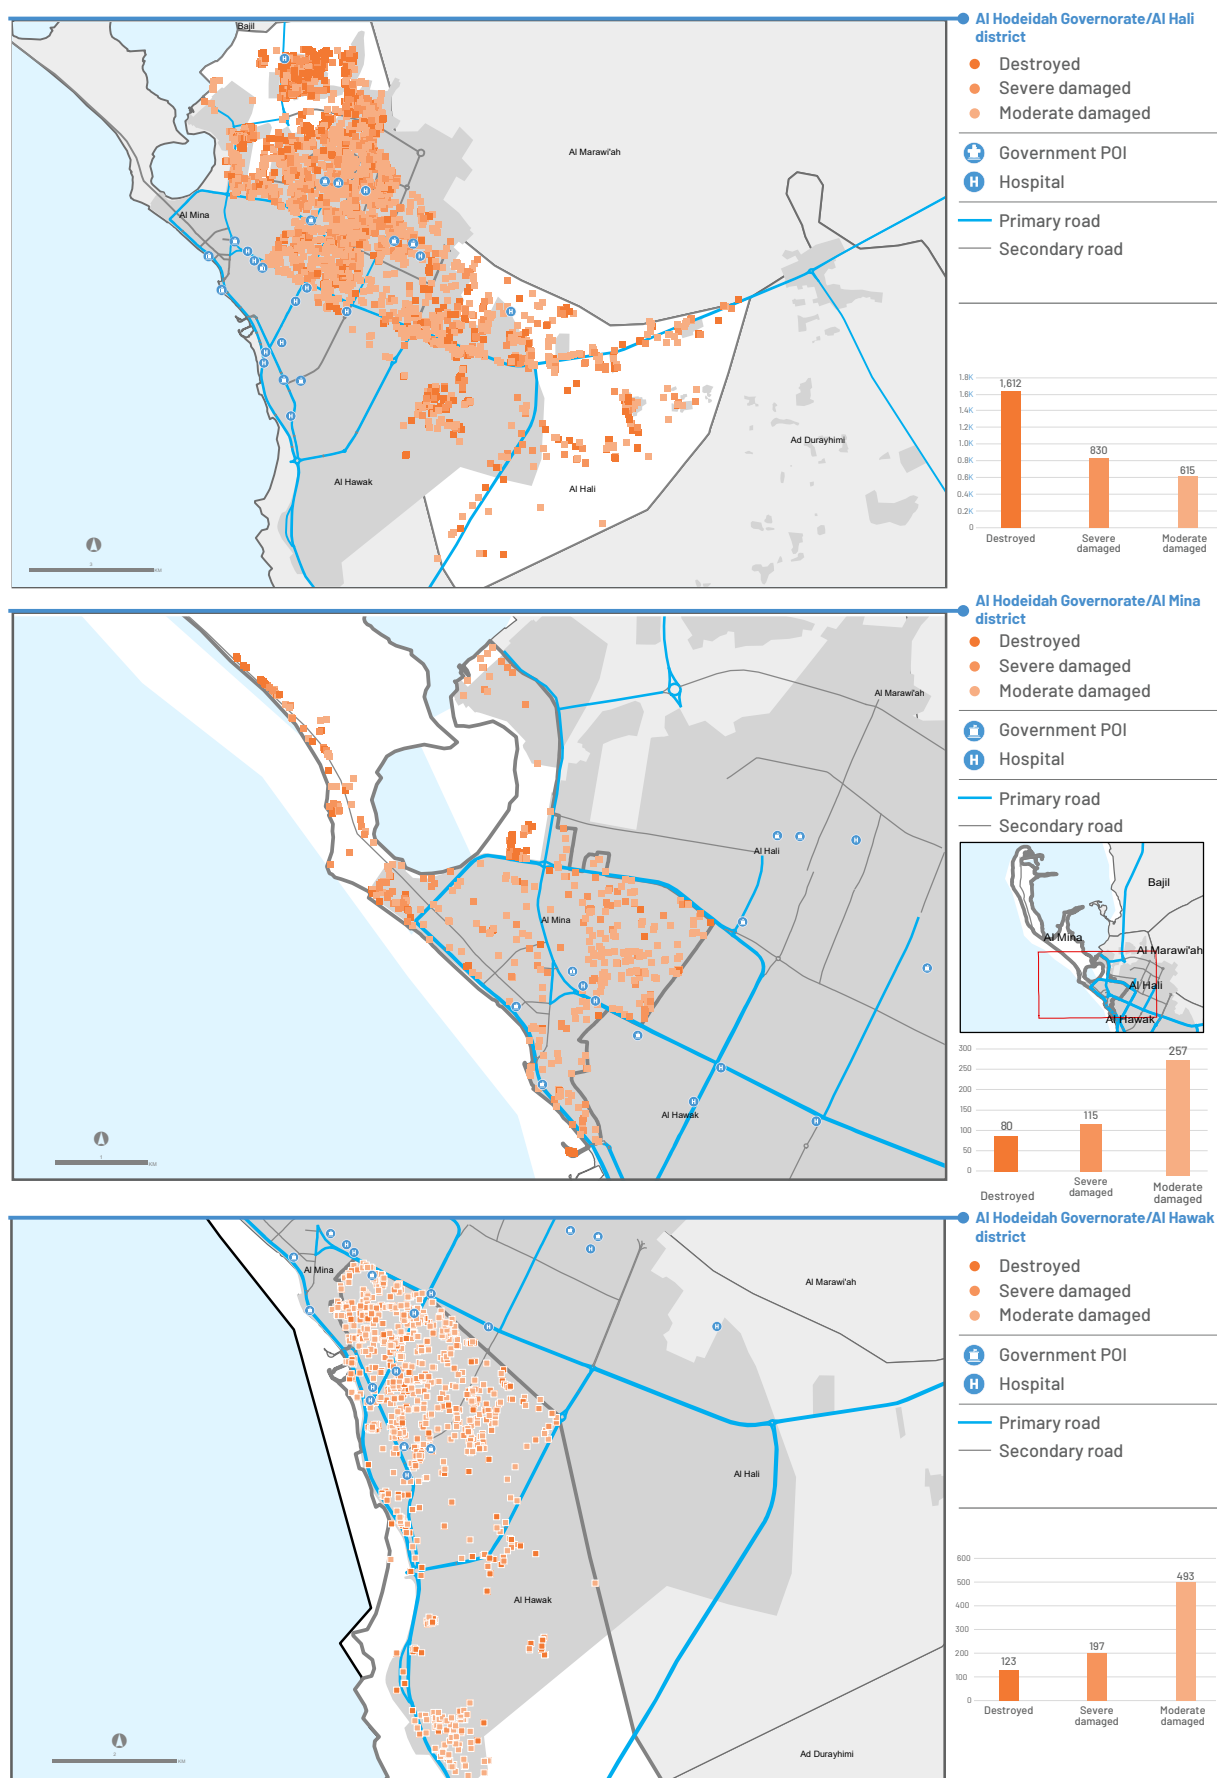 Al Hodeidah Governorate/Al Hali
district
Destroyed
Severe damaged
Moderate damaged
Government POI
H Hospital
Primary road
Secondary road
Bajil
Al Marawi'ah
Al Mina
Al Hawak
Al Hali
Ad Durayhimi
KM
1.8K
1.6K
1.4K
1.2K
1.0K
0.8K
0.6K
0.4K
0.2K
0
1,612
830
615
Destroyed
Severe
damaged
Moderate
damaged
Al Hodeidah Governorate/Al Mina
district
Destroyed
Severe damaged
Moderate damaged
Government POI
H Hospital
Primary road
Secondary road
Al Marawi'ah
Al Hali
Al Mina
Al Hawak
1
KM
Bajil
Al Mina
Al Marawi'ah
Al Hali
Al Hawak
300
250
200
150
100
50
0
80
115
257
Destroyed
Severe
damaged
Moderate
damaged
Al Hodeidah Governorate/Al Hawak
district
Destroyed
Severe damaged
Moderate damaged
Government POI
H Hospital
Primary road
Secondary road
Al Mina
Al Marawi'ah
Al Hali
Al Hawak
Ad Durayhimi
2
KM
600
500
400
300
200
100
0
123
197
493
Destroyed
Severe
damaged
Moderate
damaged